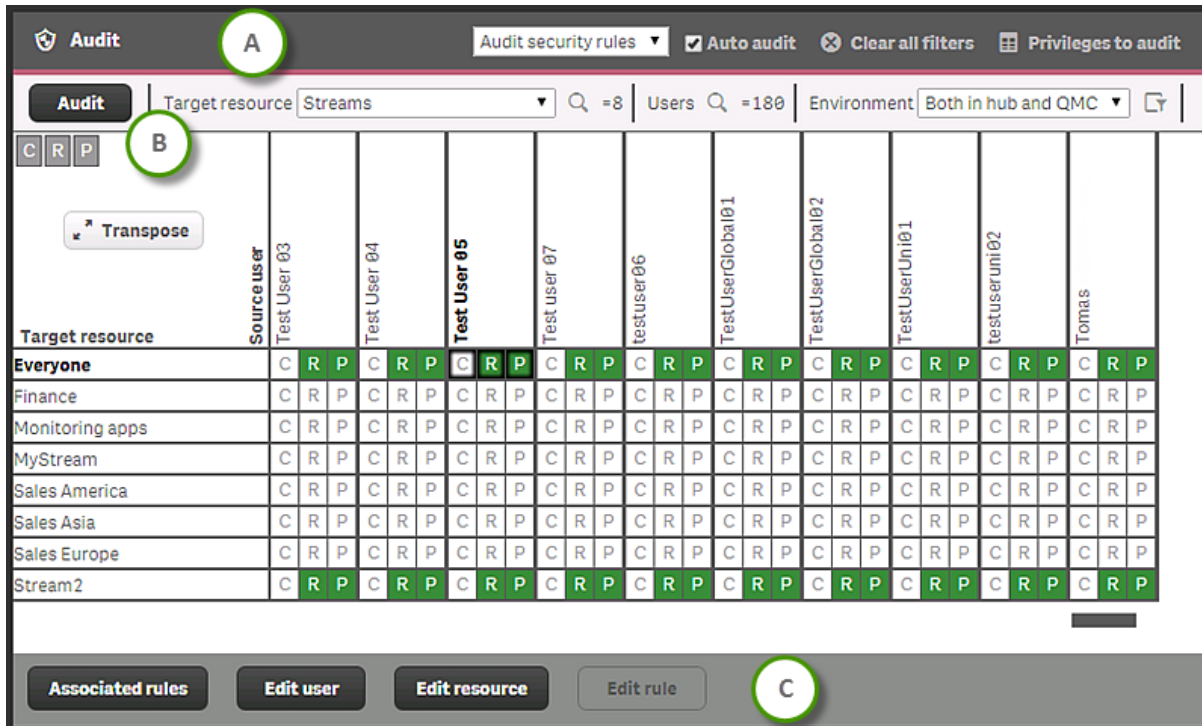 Audit
A
Audit security rules ▼
Auto audit
Clear all filters
Privileges to audit
Audit
Target resource Streams ▼ =8
Users =180
Environment Both in hub and QMC ▼
C R P
B
Transpose
Source user
Test User 03
Test User 04
Test User 05
Test user 07
testuser06
TestUserGlobal01
TestUserGlobal02
TestUserUni01
testuseruni02
Tomas
Target resource
Everyone C R P C R P C R P C R P C R P C R P C R P C R P C R P C R P
Finance C R P C R P C R P C R P C R P C R P C R P C R P C R P C R P
Monitoring apps C R P C R P C R P C R P C R P C R P C R P C R P C R P C R P
MyStream C R P C R P C R P C R P C R P C R P C R P C R P C R P C R P
Sales America C R P C R P C R P C R P C R P C R P C R P C R P C R P C R P
Sales Asia C R P C R P C R P C R P C R P C R P C R P C R P C R P C R P
Sales Europe C R P C R P C R P C R P C R P C R P C R P C R P C R P C R P
Stream2 C R P C R P C R P C R P C R P C R P C R P C R P C R P C R P
Associated rules
Edit user
Edit resource
Edit rule
C